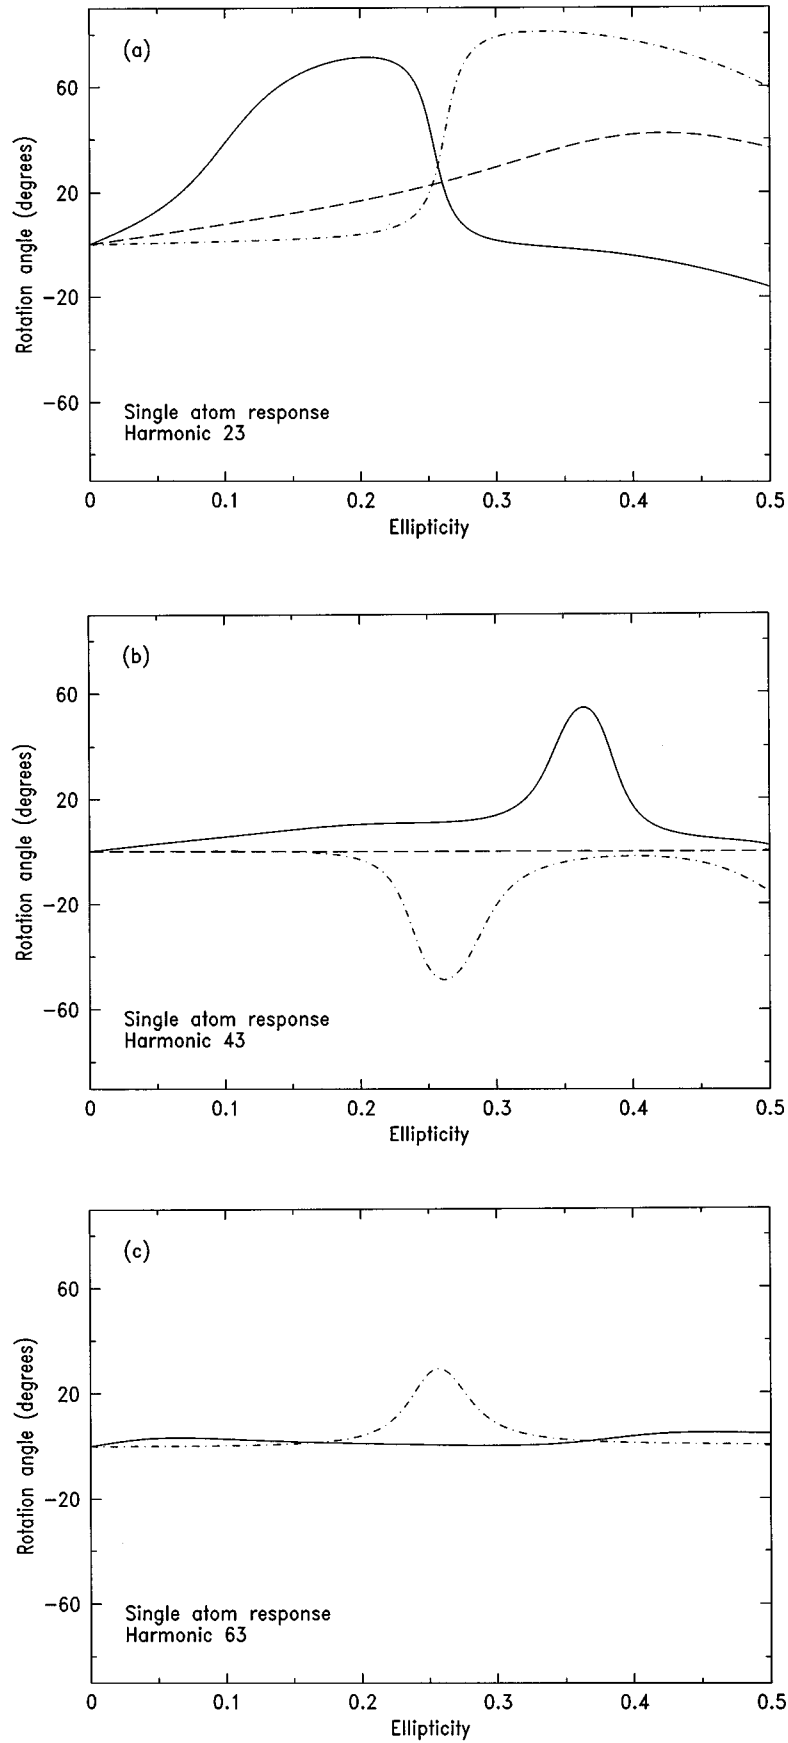 (a)
60
20
−20
−60
Rotation angle (degrees)
Single atom response
Harmonic 23
0 0.1 0.2 0.3 0.4 0.5
Ellipticity
(b)
60
20
−20
−60
Rotation angle (degrees)
Single atom response
Harmonic 43
0 0.1 0.2 0.3 0.4 0.5
Ellipticity
(c)
60
20
−20
−60
Rotation angle (degrees)
Single atom response
Harmonic 63
0 0.1 0.2 0.3 0.4 0.5
Ellipticity